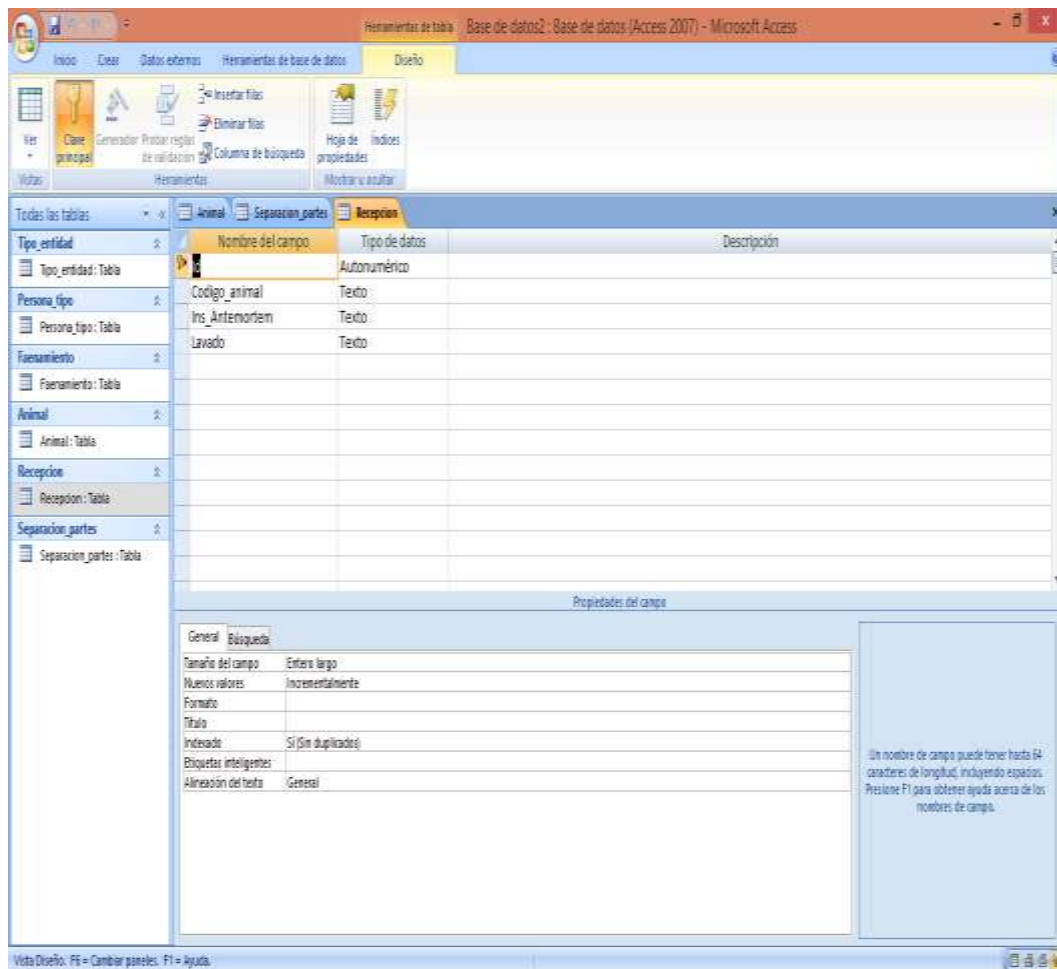 Herramientas de tabla Base de datos2 : Base de datos (Access 2007) - Microsoft Access
Inicio Crear Datos externos Herramientas de base de datos Diseño
Ver
Clave principal
Generador
Probar reglas de validación
Insertar filas
Eliminar filas
Columna de búsqueda
Hoja de propiedades
Índices
Vistas Herramientas Mostrar u ocultar
Todas las tablas
Tipo_entidad
Tipo_entidad : Tabla
Persona_tipo
Persona_tipo : Tabla
Faenamiento
Faenamiento : Tabla
Animal
Animal : Tabla
Recepcion
Recepcion : Tabla
Separacion_partes
Separacion_partes : Tabla
Animal Separacion_partes Recepcion
Nombre del campo Tipo de datos Descripción
Id Autonumérico
Codigo_animal Texto
Ins_Antemortem Texto
Lavado Texto
Propiedades del campo
General Búsqueda
Tamaño del campo Entero largo
Nuevos valores Incrementalmente
Formato
Título
Indexado Sí (Sin duplicados)
Etiquetas inteligentes
Alineación del texto General
Un nombre de campo puede tener hasta 64
caracteres de longitud, incluyendo espacios.
Presione F1 para obtener ayuda acerca de los
nombres de campo.
Vista Diseño. F6 = Cambiar paneles. F1 = Ayuda.